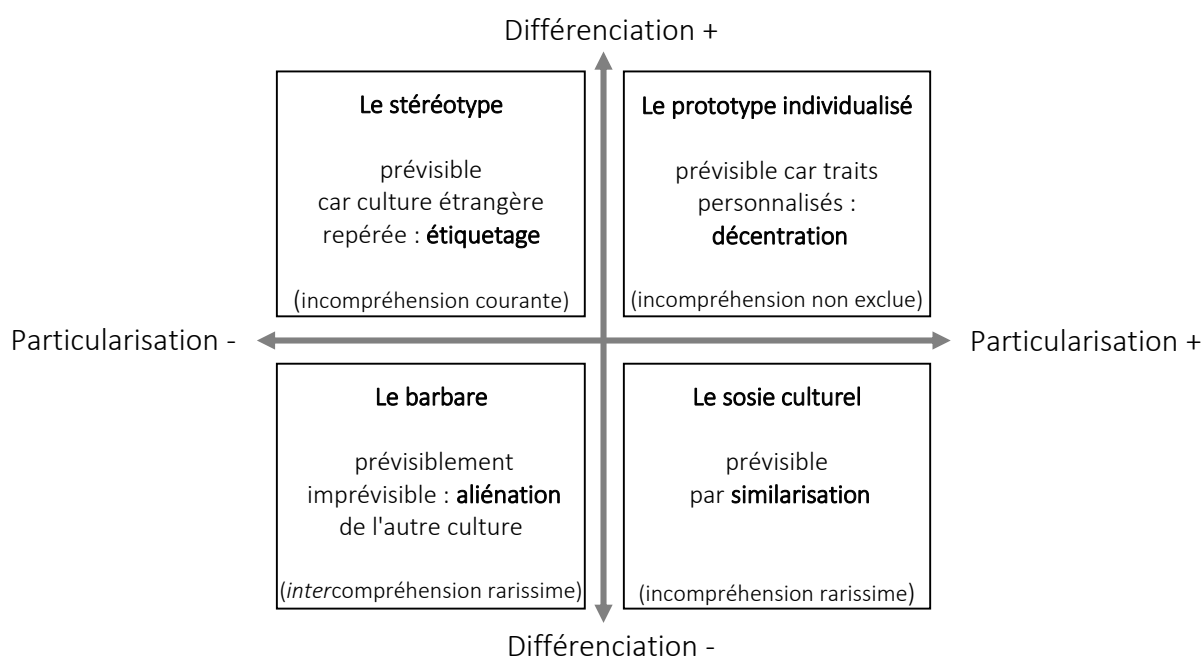 Différenciation +
Le stéréotype
prévisible
car culture étrangère
repérée : étiquetage
(incompréhension courante)
Le prototype individualisé
prévisible car traits
personnalisés :
décentration
(incompréhension non exclue)
Particularisation -
Particularisation +
Le barbare
prévisiblement
imprévisible : aliénation
de l'autre culture
(intercompréhension rarissime)
Le sosie culturel
prévisible
par similarisation
(incompréhension rarissime)
Différenciation -